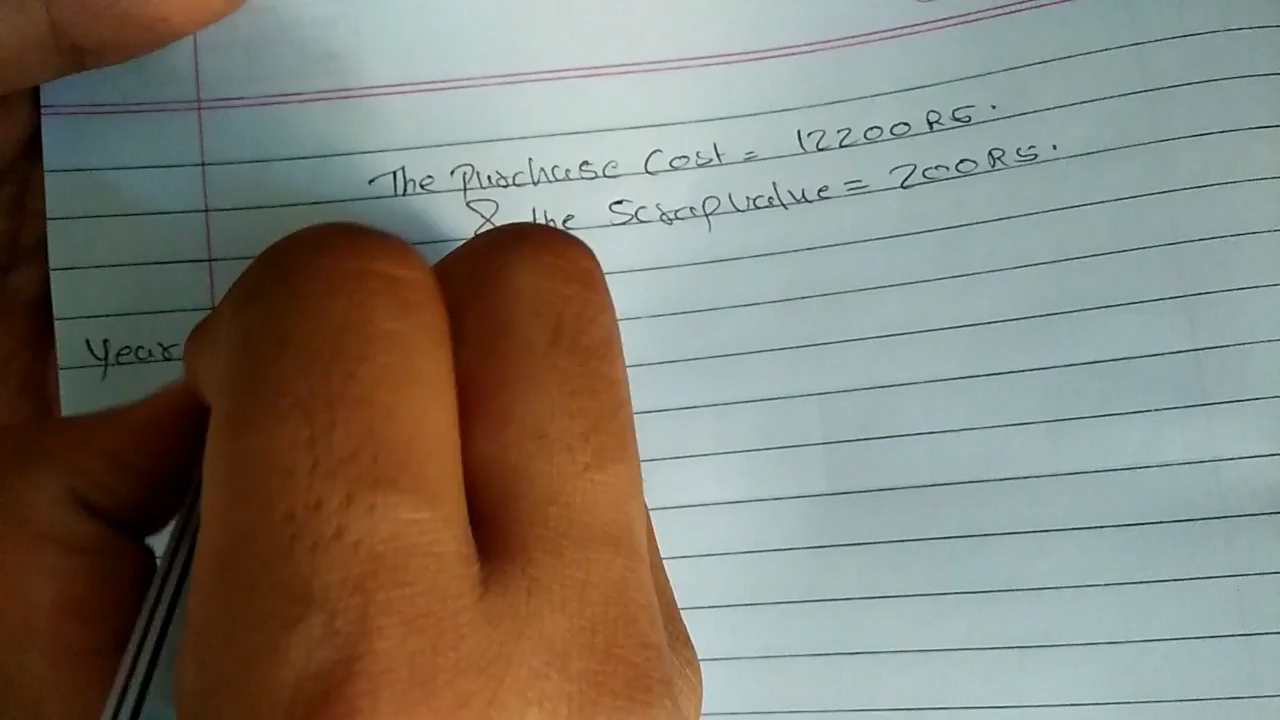 The Purchase Cost = 12200 RS.
& the Scrap value = 200 RS.
Year